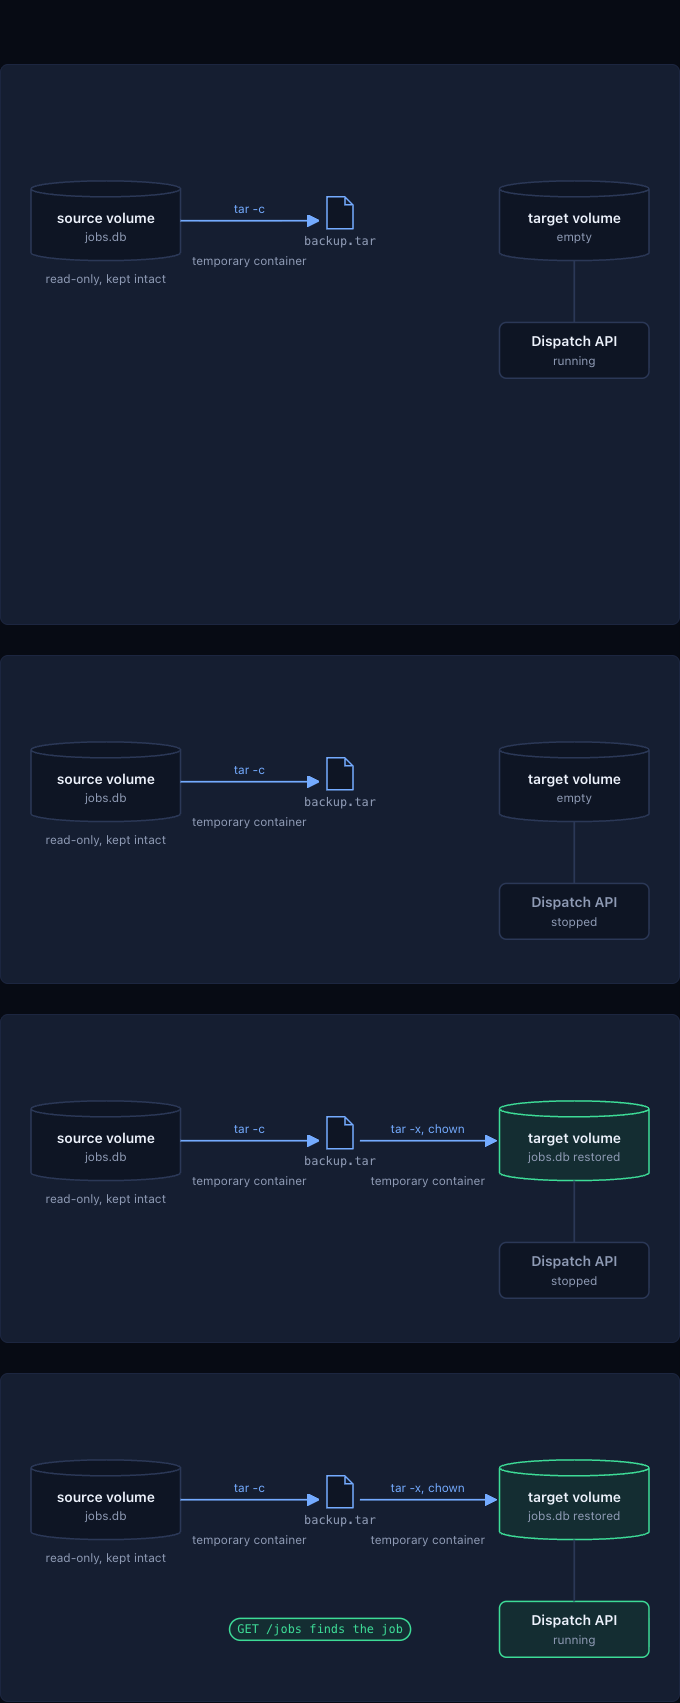 source volume
jobs.db
read-only, kept intact
tar -c
temporary container
backup.tar
target volume
empty
Dispatch API
running
source volume
jobs.db
read-only, kept intact
tar -c
temporary container
backup.tar
target volume
empty
Dispatch API
stopped
source volume
jobs.db
read-only, kept intact
tar -c
temporary container
backup.tar
tar -x, chown
temporary container
target volume
jobs.db restored
Dispatch API
stopped
source volume
jobs.db
read-only, kept intact
tar -c
temporary container
backup.tar
tar -x, chown
temporary container
target volume
jobs.db restored
Dispatch API
running
GET /jobs finds the job